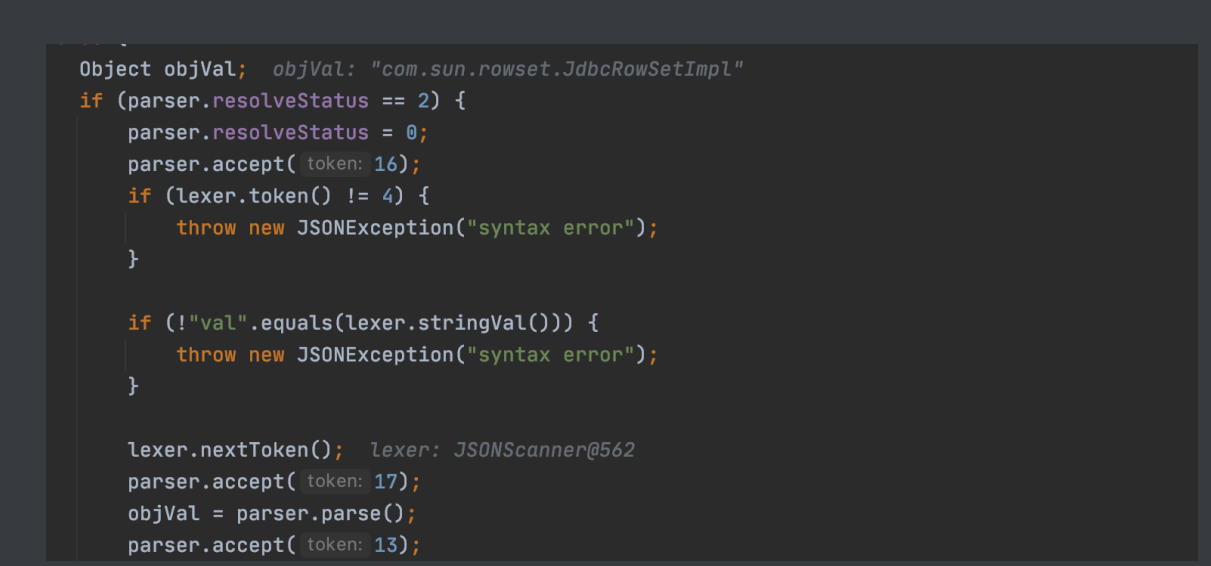 Object objVal; objVal: "com.sun.rowset.JdbcRowSetImpl"
if (parser.resolveStatus == 2) {
parser.resolveStatus = 0;
parser.accept( token: 16);
if (lexer.token() != 4) {
throw new JSONException("syntax error");
}
if (!"val".equals(lexer.stringVal())) {
throw new JSONException("syntax error");
}
lexer.nextToken(); lexer: JSONScanner@562
parser.accept( token: 17);
objVal = parser.parse();
parser.accept( token: 13);